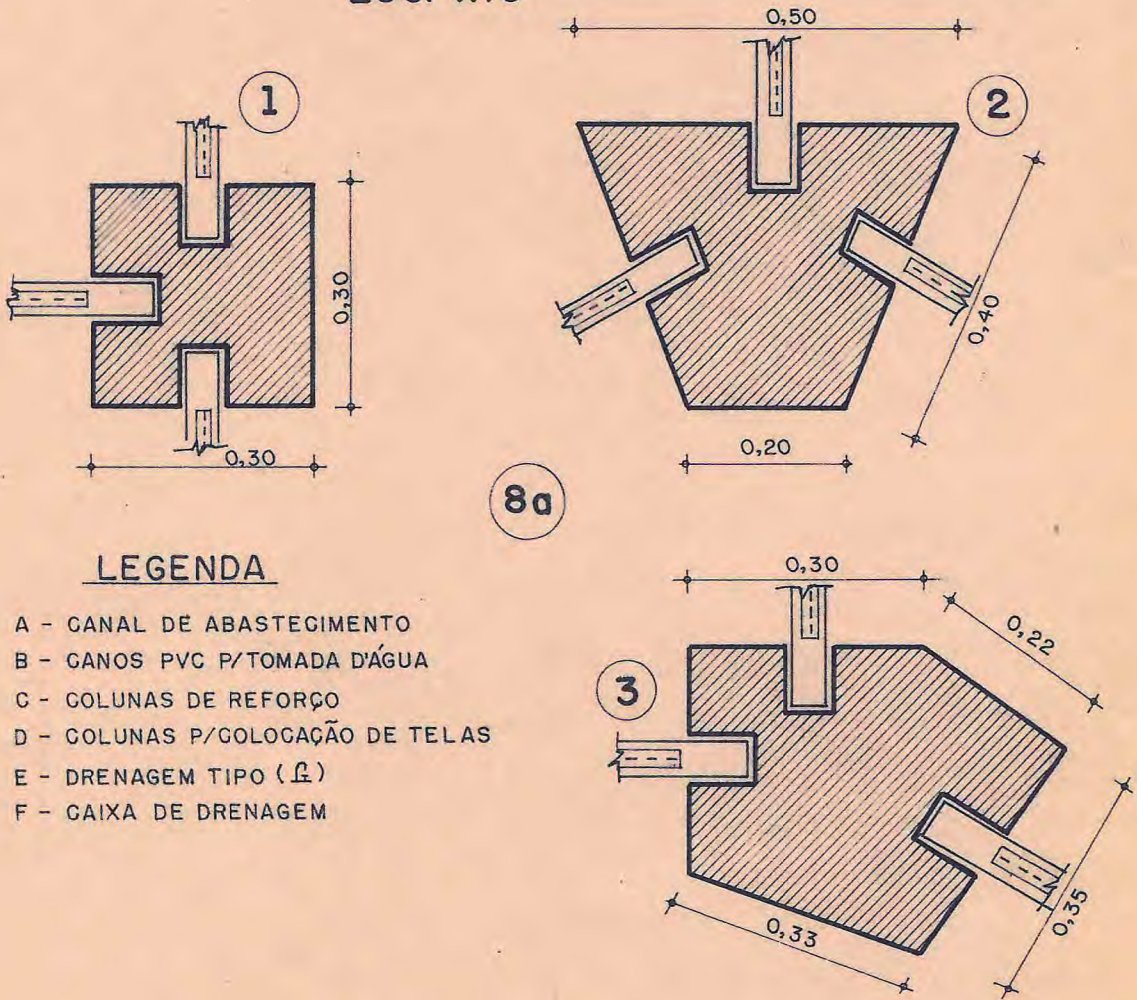 0,50
1
2
0,30
0,40
0,30
0,20
8a
LEGENDA
A - CANAL DE ABASTECIMENTO
B - CANOS PVC P/TOMADA D'ÁGUA
C - COLUNAS DE REFORÇO
D - COLUNAS P/COLOCAÇÃO DE TELAS
E - DRENAGEM TIPO
F - CAIXA DE DRENAGEM
0,30
0,22
3
0,35
0,33